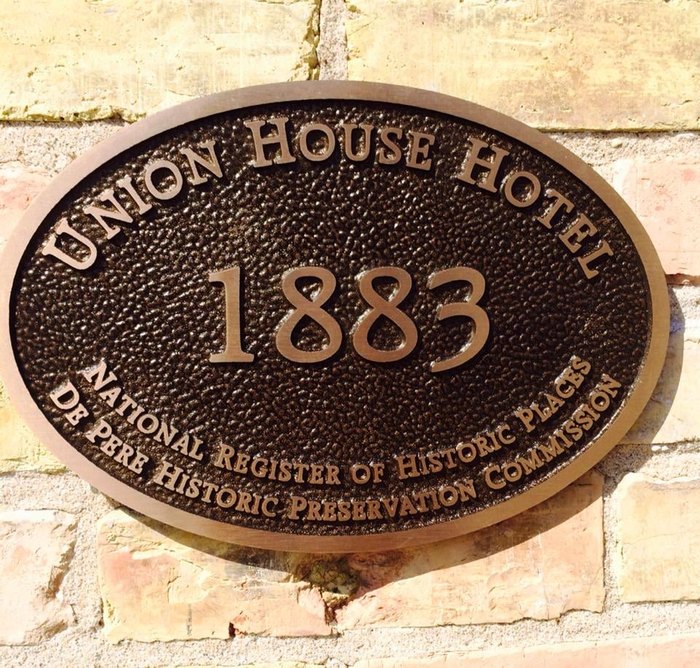 Union House Hotel
1883
National Register of Historic Places
De Pere Historic Preservation Commission